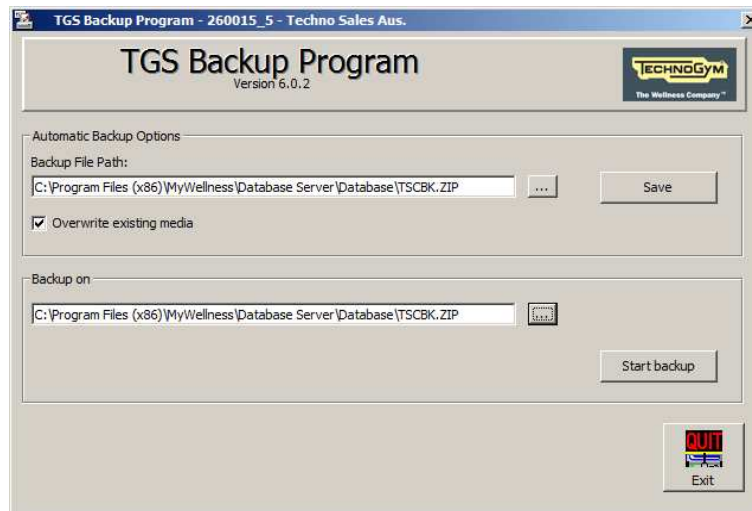 TGS Backup Program - 260015_5 - Techno Sales Aus.
TGS Backup Program
Version 6.0.2
TECHNOGYM
The Wellness Company™
Automatic Backup Options
Backup File Path:
C:\Program Files (x86)\MyWellness\Database Server\Database\TSCBK.ZIP
...
Save
Overwrite existing media
Backup on
C:\Program Files (x86)\MyWellness\Database Server\Database\TSCBK.ZIP
...
Start backup
QUIT
Exit